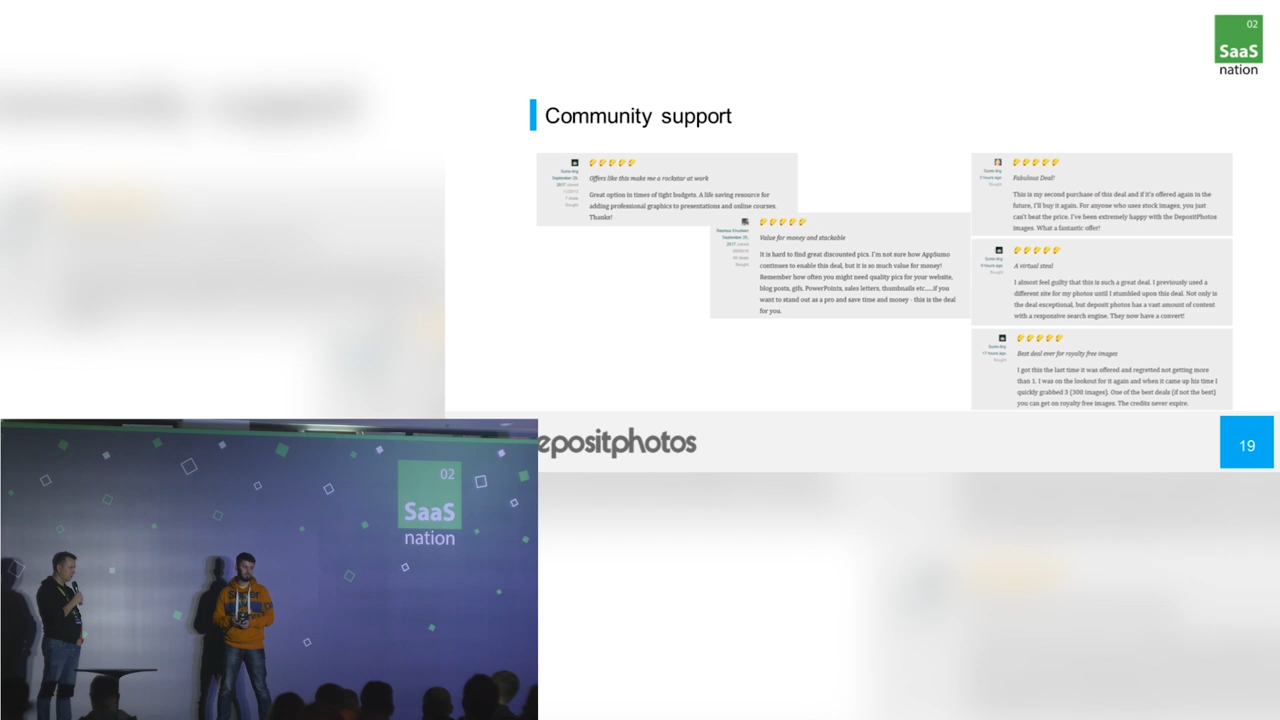 02
SaaS
nation
Community support
Sumo-ling
September 20,
2017
Offers like this make me a rockstar at work
Great option in times of tight budgets. A life saving resource for
adding professional graphics to presentations and online courses.
Thanks!
September 20,
2017
Value for money and stackable
It is hard to find great discounted pics. I'm not sure how AppSumo
continues to enable this deal, but it is so much value for money!
Remember how often you might need quality pics for your website,
blog posts, gifs, PowerPoints, sales letters, thumbnails etc.....if you
want to stand out as a pro and save time and money - this is the deal
for you.
Fabulous Deal!
This is my second purchase of this deal and if it's offered again in the
future, I'll buy it again. For anyone who uses stock images, you just
can't beat the price. I've been extremely happy with the DepositPhotos
images. What a fantastic offer!
A virtual steal
I almost feel guilty that this is such a great deal. I previously used a
different site for my photos until I stumbled upon this deal. Not only is
the deal exceptional, but deposit photos has a vast amount of content
with a responsive search engine. They now have a convert!
17 hours ago
Best deal ever for royalty free images
I got this the last time it was offered and regretted not getting more
than 1. I was on the lookout for it again and when it came up his time I
quickly grabbed 3 (300 images). One of the best deals (if not the best)
you can get on royalty free images. The credits never expire.
epositphotos
19
02
SaaS
nation